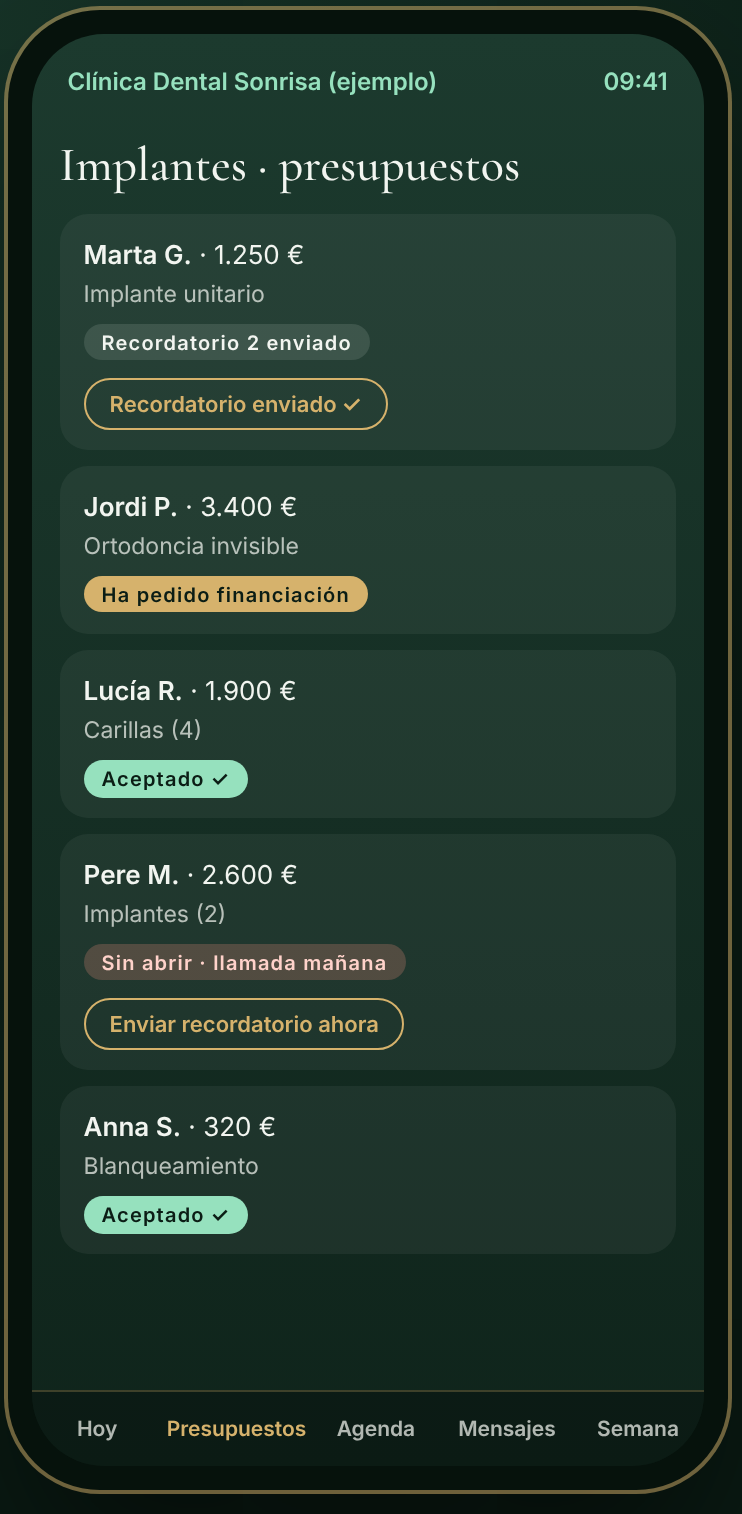 Clínica Dental Sonrisa (ejemplo) 09:41
Implantes · presupuestos
Marta G. · 1.250 €
Implante unitario
Recordatorio 2 enviado
Recordatorio enviado ✓
Jordi P. · 3.400 €
Ortodoncia invisible
Ha pedido financiación
Lucía R. · 1.900 €
Carillas (4)
Aceptado ✓
Pere M. · 2.600 €
Implantes (2)
Sin abrir · llamada mañana
Enviar recordatorio ahora
Anna S. · 320 €
Blanqueamiento
Aceptado ✓
Hoy Presupuestos Agenda Mensajes Semana